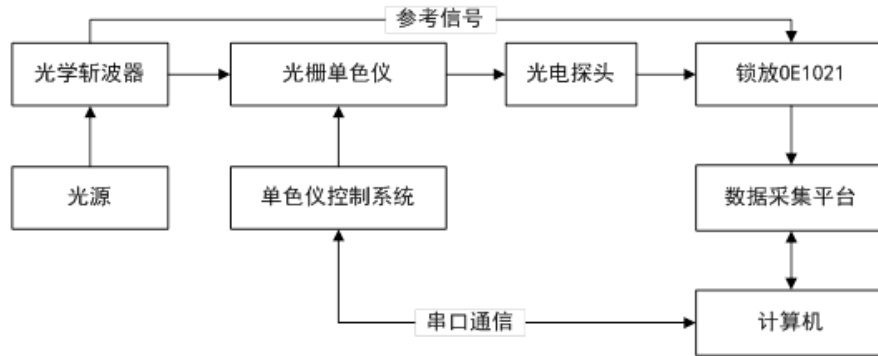 参考信号
光学斩波器
光栅单色仪
光电探头
锁放OE1021
光源
单色仪控制系统
数据采集平台
串口通信
计算机